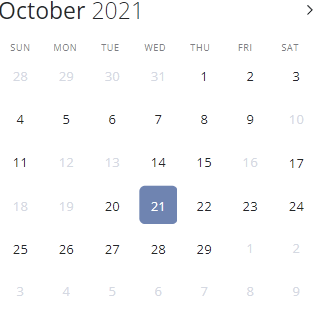 October 2021
SUN MON TUE WED THU FRI SAT
28 29 30 31 1 2 3
4 5 6 7 8 9 10
11 12 13 14 15 16 17
18 19 20 21 22 23 24
25 26 27 28 29 1 2
3 4 5 6 7 8 9